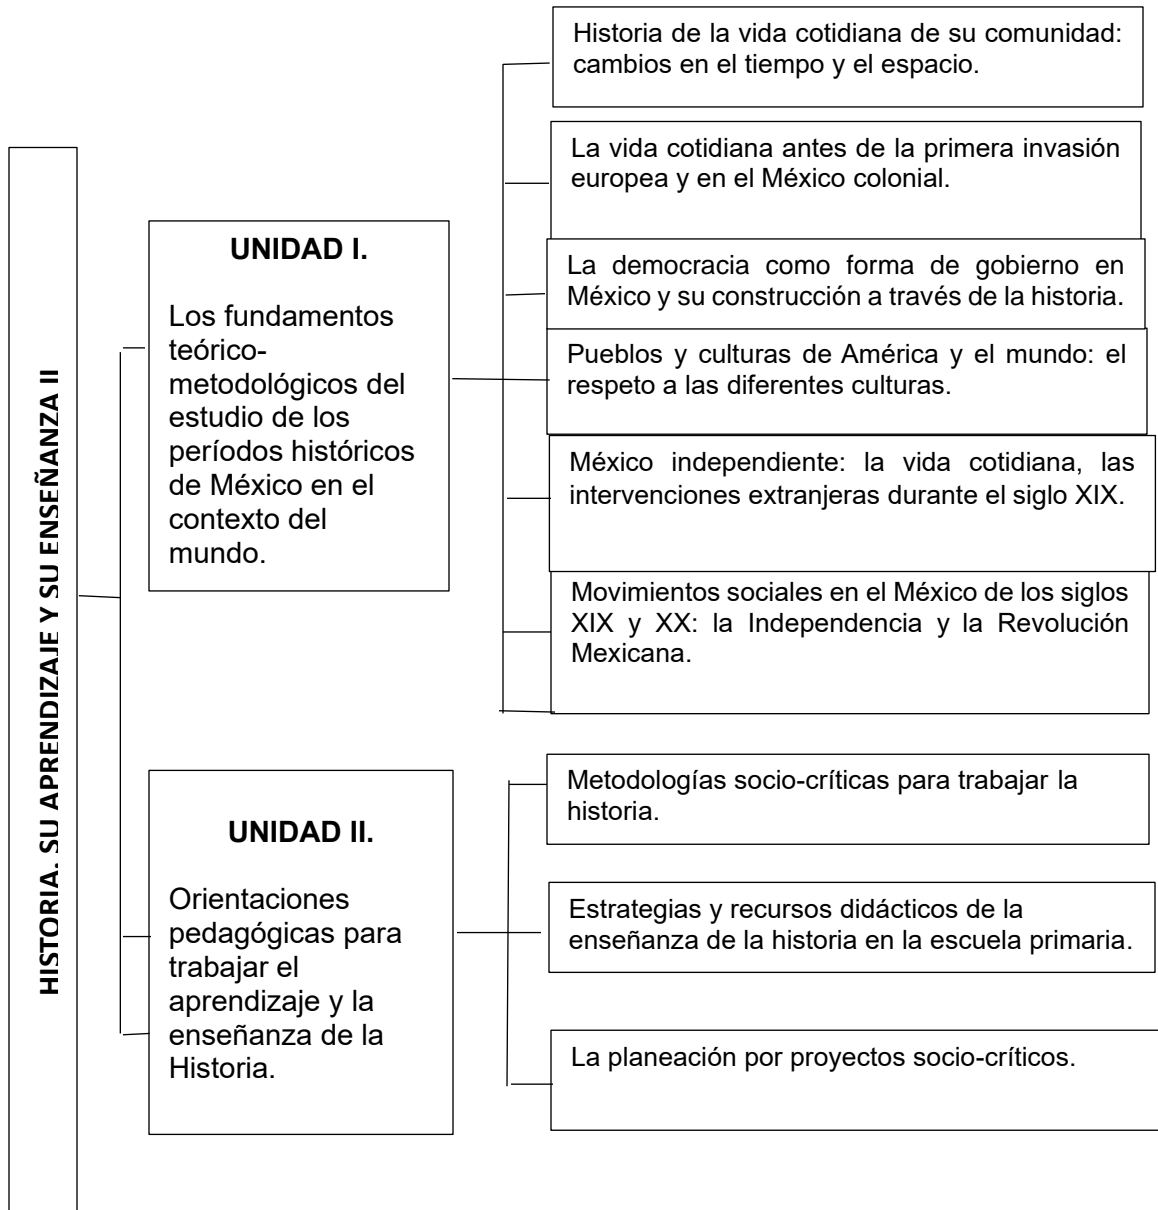 HISTORIA. SU APRENDIZAJE Y SU ENSEÑANZA II
UNIDAD I.
Los fundamentos
teórico-
metodológicos del
estudio de los
períodos históricos
de México en el
contexto del
mundo.
Historia de la vida cotidiana de su comunidad:
cambios en el tiempo y el espacio.
La vida cotidiana antes de la primera invasión
europea y en el México colonial.
La democracia como forma de gobierno en
México y su construcción a través de la historia.
Pueblos y culturas de América y el mundo: el
respeto a las diferentes culturas.
México independiente: la vida cotidiana, las
intervenciones extranjeras durante el siglo XIX.
Movimientos sociales en el México de los siglos
XIX y XX: la Independencia y la Revolución
Mexicana.
UNIDAD II.
Orientaciones
pedagógicas para
trabajar el
aprendizaje y la
enseñanza de la
Historia.
Metodologías socio-críticas para trabajar la
historia.
Estrategias y recursos didácticos de la
enseñanza de la historia en la escuela primaria.
La planeación por proyectos socio-críticos.